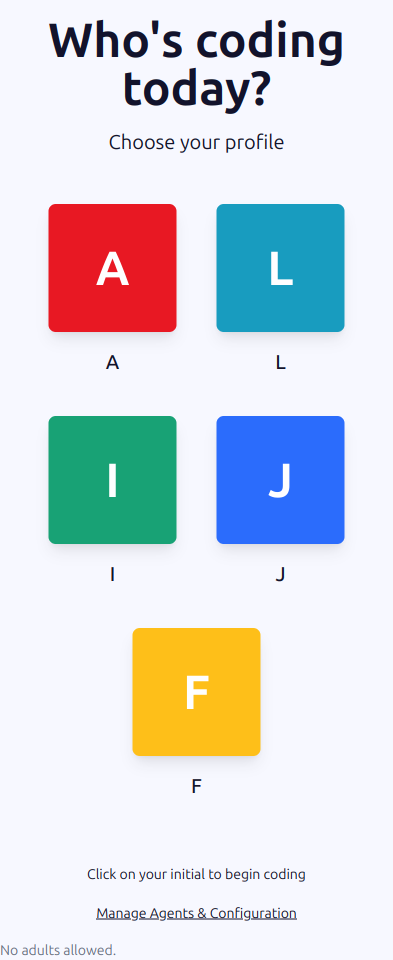 Who's coding
today?
Choose your profile
A L
A L
I J
I J
F
F
Click on your initial to begin coding
Manage Agents & Configuration
No adults allowed.